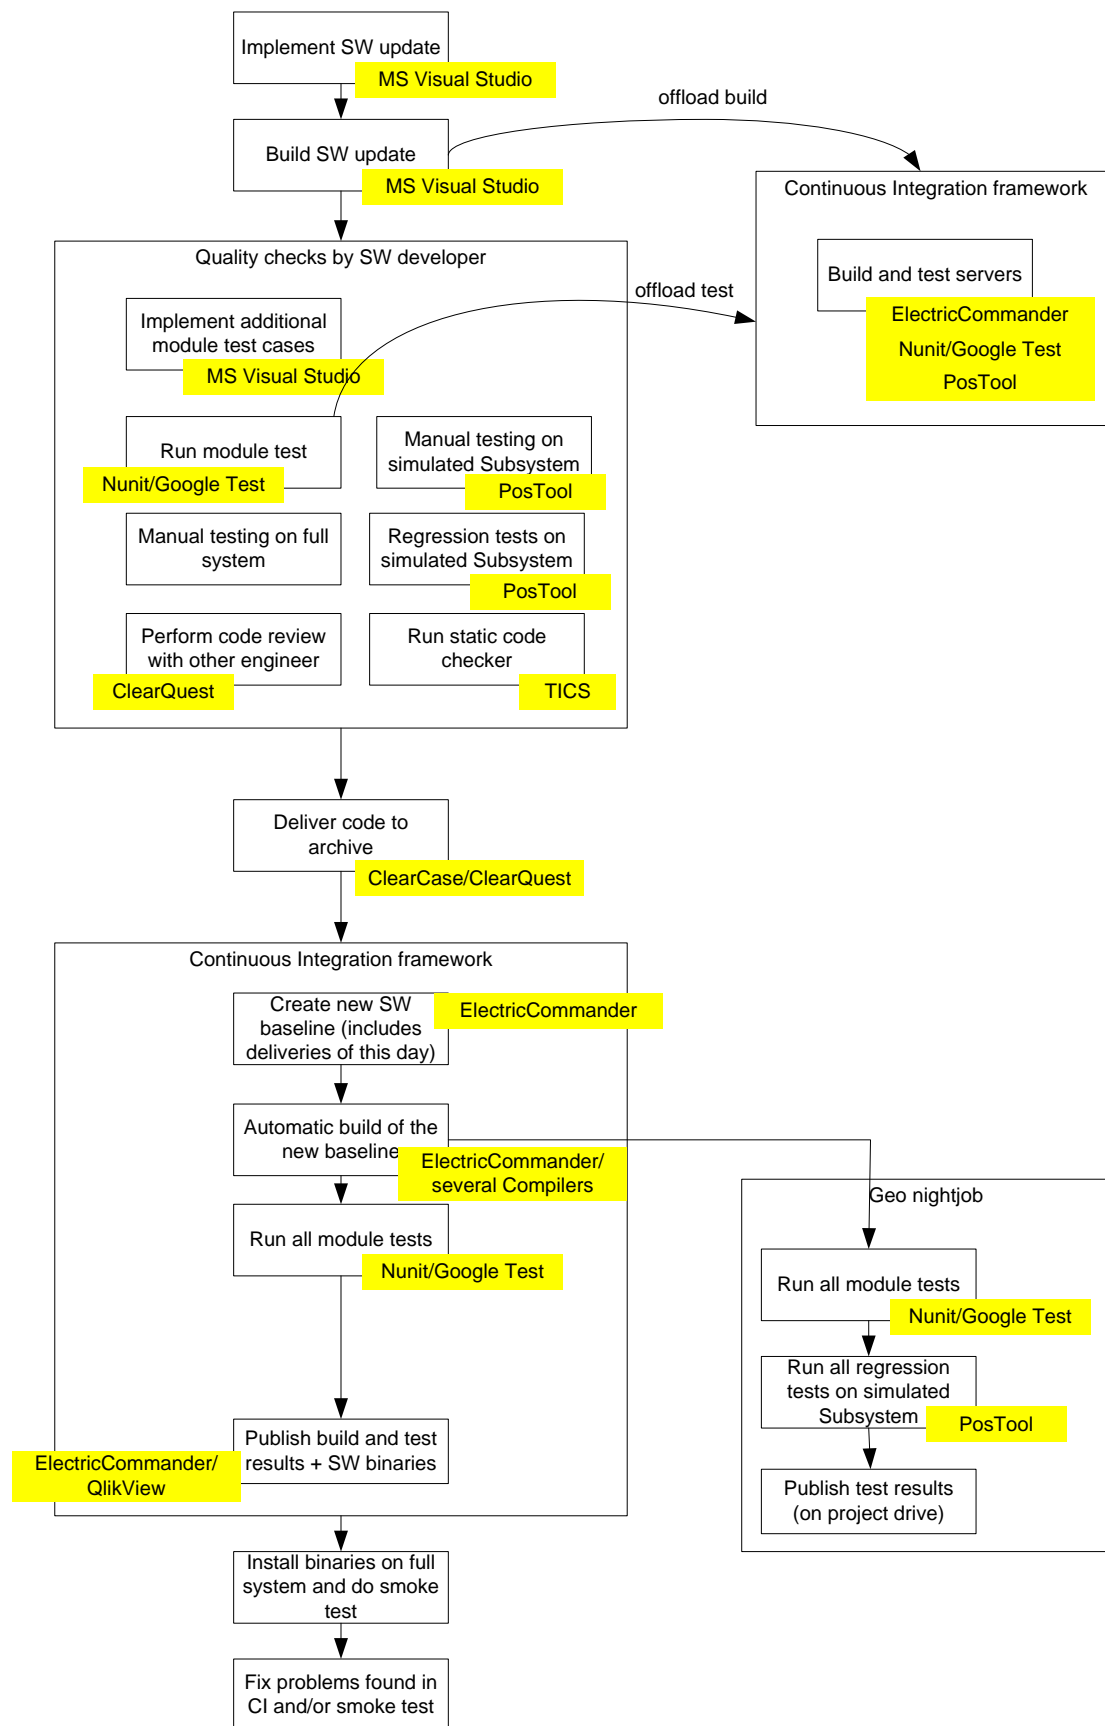 Implement SW update
MS Visual Studio
offload build
Build SW update
MS Visual Studio
Continuous Integration framework
Build and test servers
ElectricCommander
Nunit/Google Test
PosTool
Quality checks by SW developer
offload test
Implement additional
module test cases
MS Visual Studio
Run module test
Nunit/Google Test
Manual testing on
simulated Subsystem
PosTool
Manual testing on full
system
Regression tests on
simulated Subsystem
PosTool
Perform code review
with other engineer
ClearQuest
Run static code
checker
TICS
Deliver code to
archive
ClearCase/ClearQuest
Continuous Integration framework
Create new SW
baseline (includes
deliveries of this day)
ElectricCommander
Automatic build of the
new baseline
ElectricCommander/
several Compilers
Run all module tests
Nunit/Google Test
Publish build and test
results + SW binaries
ElectricCommander/
QlikView
Geo nightjob
Run all module tests
Nunit/Google Test
Run all regression
tests on simulated
Subsystem
PosTool
Publish test results
(on project drive)
Install binaries on full
system and do smoke
test
Fix problems found in
CI and/or smoke test